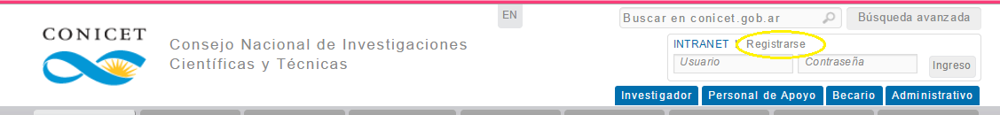 EN
Buscar en conicet.gob.ar
Búsqueda avanzada
CONICET
Consejo Nacional de Investigaciones
Científicas y Técnicas
INTRANET
Registrarse
Usuario
Contraseña
Ingreso
Investigador
Personal de Apoyo
Becario
Administrativo